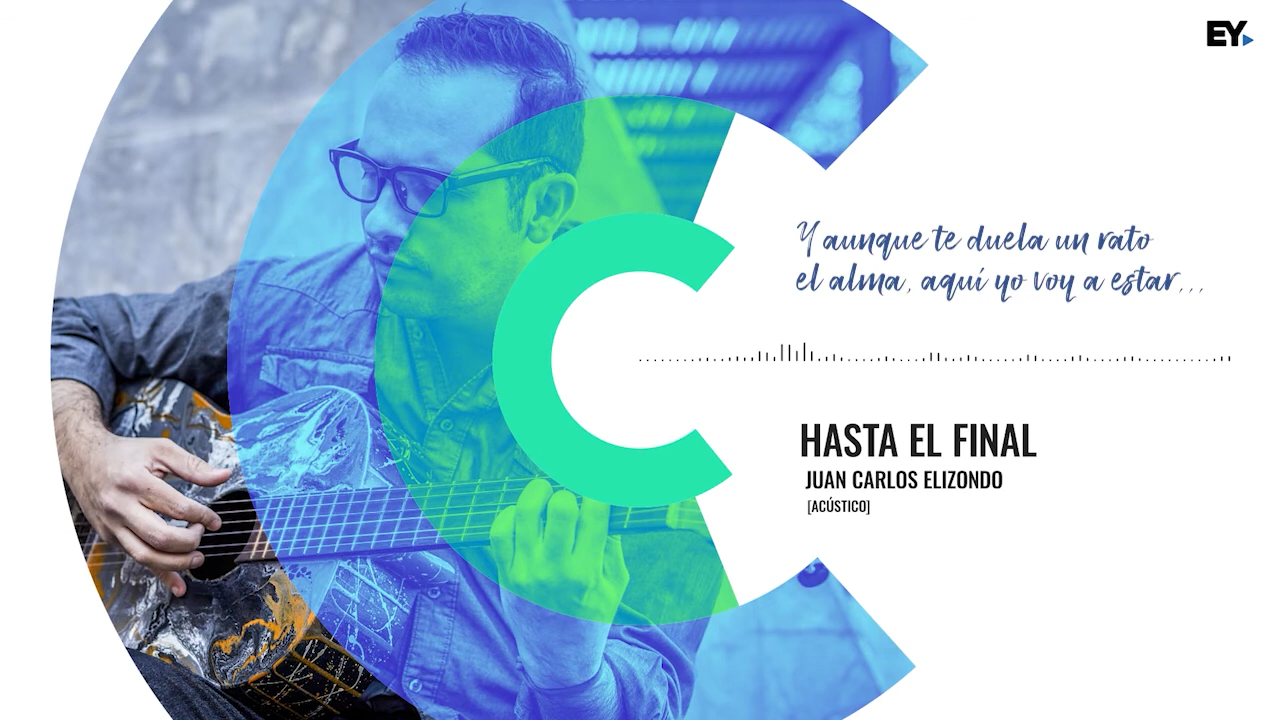 EY
Y aunque te duela un rato
el alma, aquí yo voy a estar...
HASTA EL FINAL
JUAN CARLOS ELIZONDO
[ACÚSTICO]